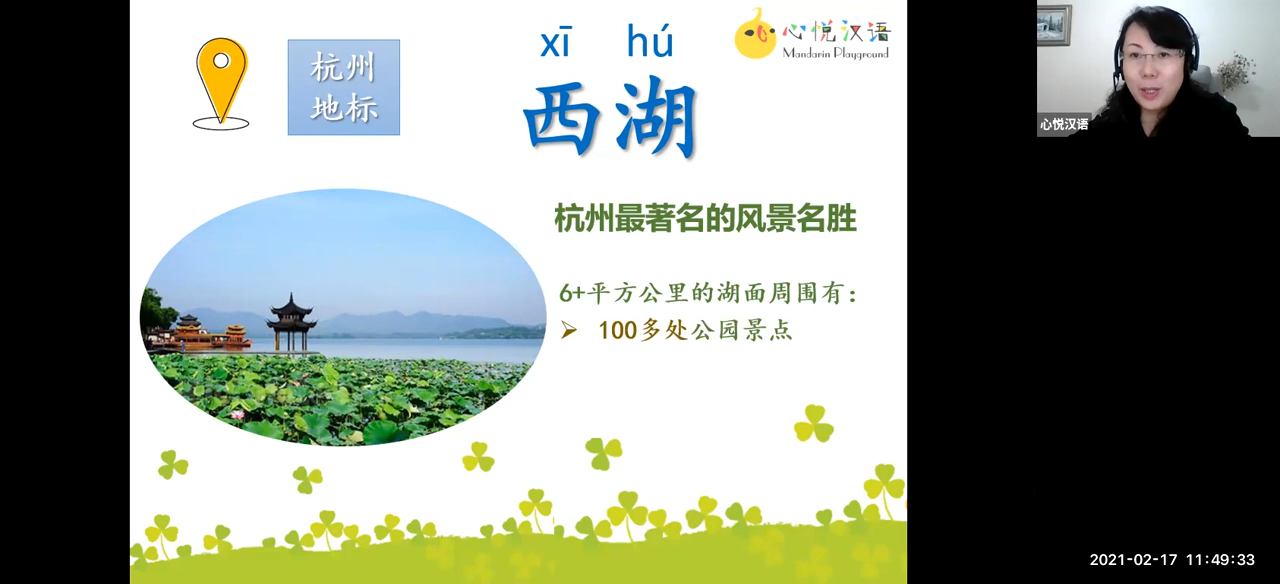 杭州
地标
xī hú
西湖
心悦汉语
Mandarin Playground
杭州最著名的风景名胜
6+平方公里的湖面周围有：
➢ 100多处公园景点
心悦汉语
2021-02-17 11:49:33